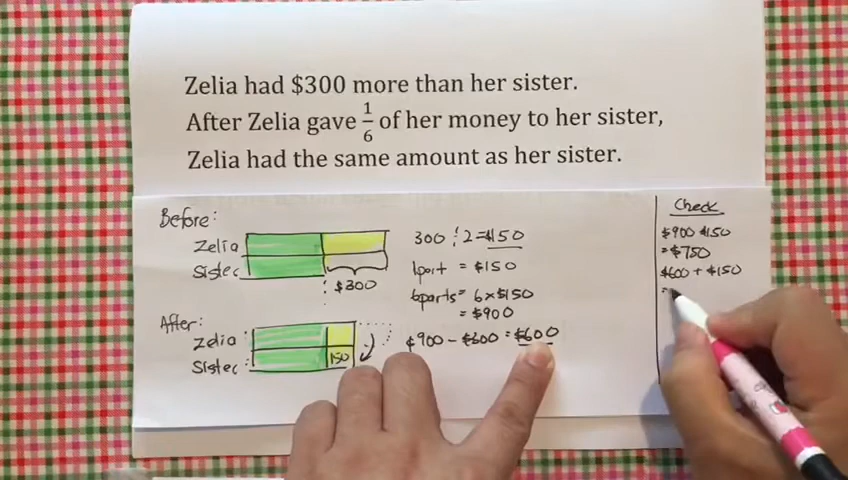 Zelia had $300 more than her sister.
After Zelia gave 1/6 of her money to her sister,
Zelia had the same amount as her sister.
Before:
Zelia
Sister
$300
After:
Zelia
Sister
150
300 ÷ 2 = $150
1part = $150
6parts = 6 x $150
= $900
$900 - $300 = $600
Check
$900 - $150
= $750
$600 + $150
=